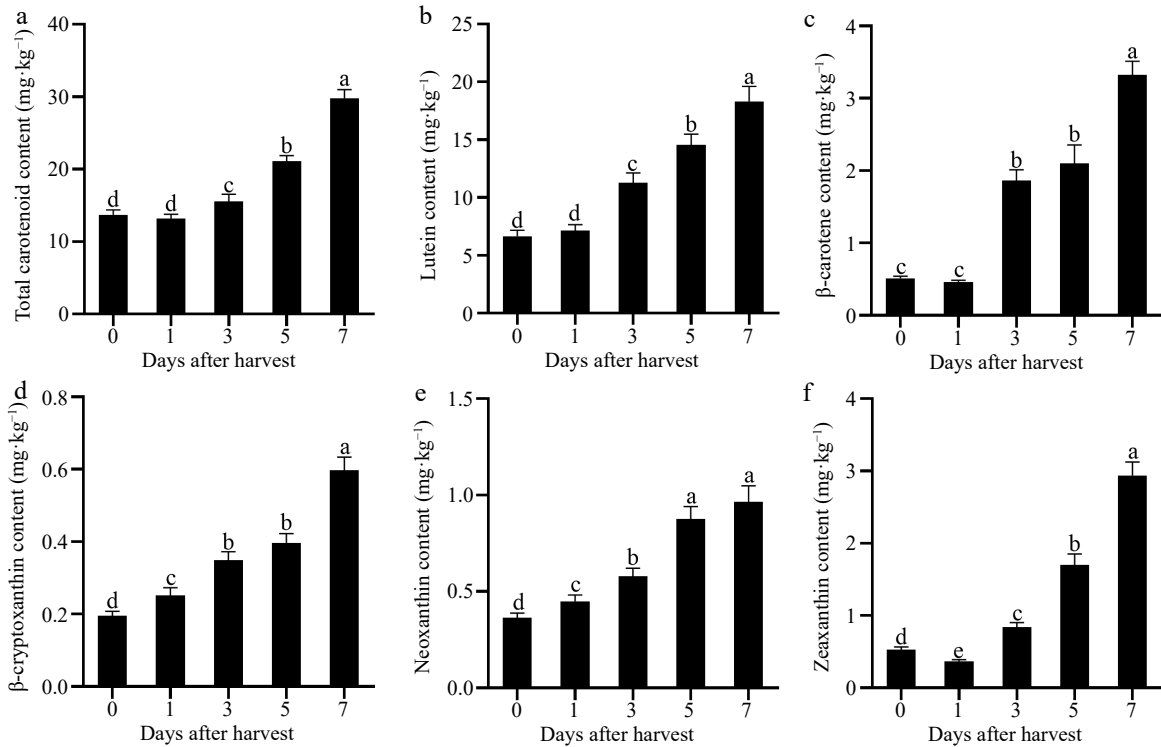 a
Total carotenoid content (mg·kg⁻¹)
40
30
20
10
0
d
d
c
b
a
0 1 3 5 7
Days after harvest
b
Lutein content (mg·kg⁻¹)
25
20
15
10
5
0
d
d
c
b
a
0 1 3 5 7
Days after harvest
c
β-carotene content (mg·kg⁻¹)
4
3
2
1
0
c
c
b
b
a
0 1 3 5 7
Days after harvest
d
β-cryptoxanthin content (mg·kg⁻¹)
0.8
0.6
0.4
0.2
0.0
d
c
b
b
a
0 1 3 5 7
Days after harvest
e
Neoxanthin content (mg·kg⁻¹)
1.5
1.0
0.5
0.0
d
c
b
a
a
0 1 3 5 7
Days after harvest
f
Zeaxanthin content (mg·kg⁻¹)
4
3
2
1
0
d
e
c
b
a
0 1 3 5 7
Days after harvest